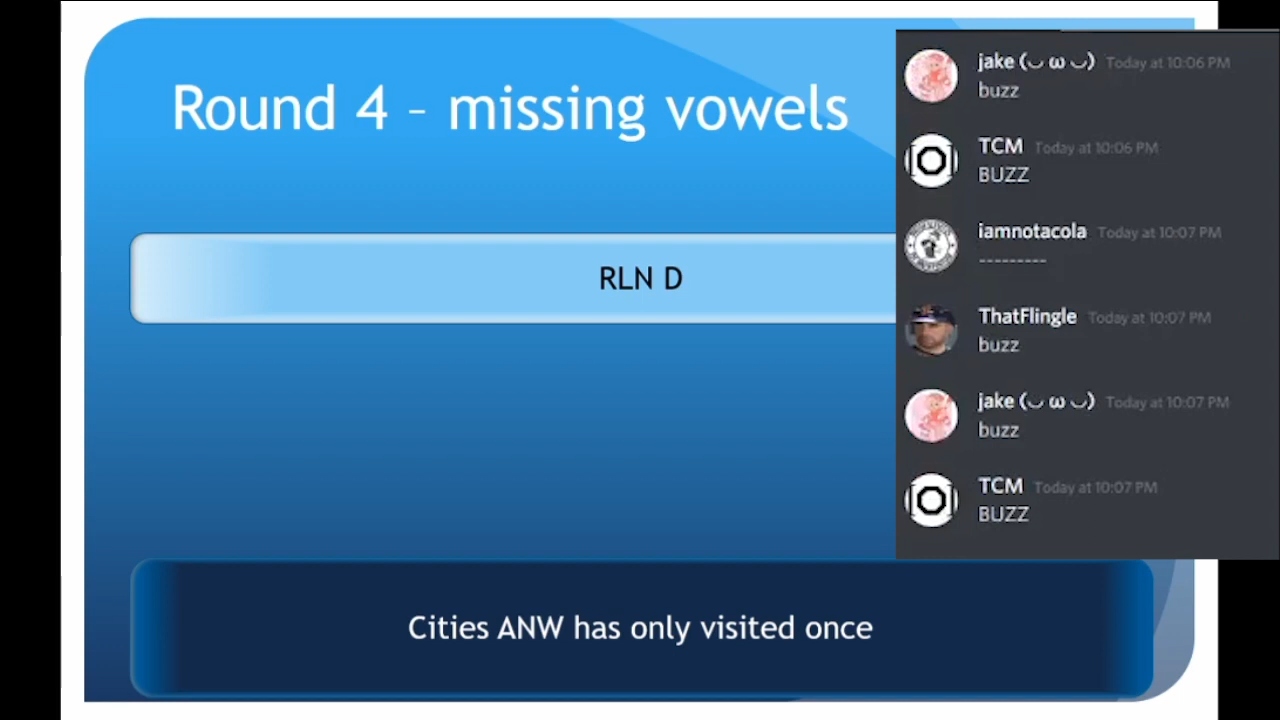 Round 4 – missing vowels
RLN D
Cities ANW has only visited once
jake (◡ ω ◡) Today at 10:06 PM
buzz
TCM Today at 10:06 PM
BUZZ
iamnotacola Today at 10:07 PM
---------
ThatFlingle Today at 10:07 PM
buzz
jake (◡ ω ◡) Today at 10:07 PM
buzz
TCM Today at 10:07 PM
BUZZ